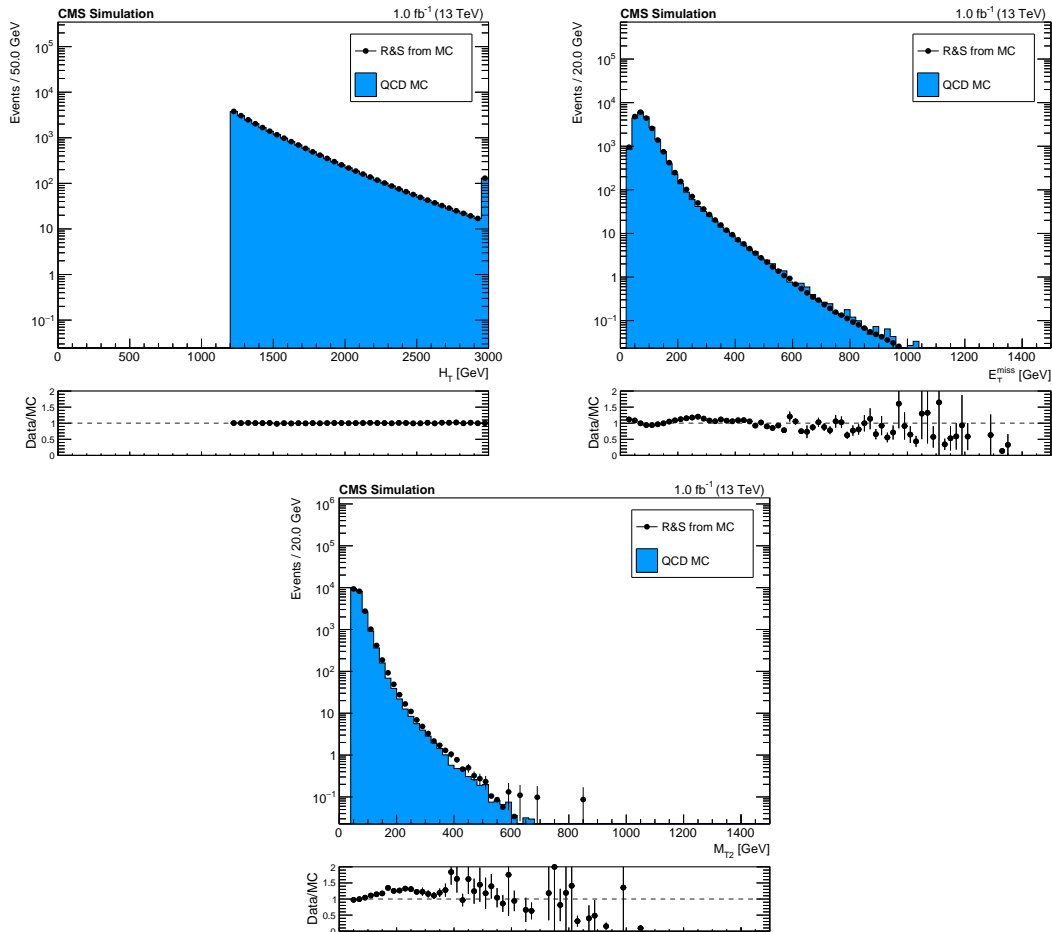 CMS Simulation 1.0 fb⁻¹ (13 TeV)
Events / 50.0 GeV
10⁵
10⁴
10³
10²
10
1
10⁻¹
R&S from MC
QCD MC
0 500 1000 1500 2000 2500 3000
H_T [GeV]
Data/MC
2
1.5
1
0.5
0
CMS Simulation 1.0 fb⁻¹ (13 TeV)
Events / 20.0 GeV
10⁵
10⁴
10³
10²
10
1
10⁻¹
R&S from MC
QCD MC
0 200 400 600 800 1000 1200 1400
E_T^miss [GeV]
Data/MC
2
1.5
1
0.5
0
CMS Simulation 1.0 fb⁻¹ (13 TeV)
Events / 20.0 GeV
10⁶
10⁵
10⁴
10³
10²
10
1
10⁻¹
R&S from MC
QCD MC
0 200 400 600 800 1000 1200 1400
M_T2 [GeV]
Data/MC
2
1.5
1
0.5
0